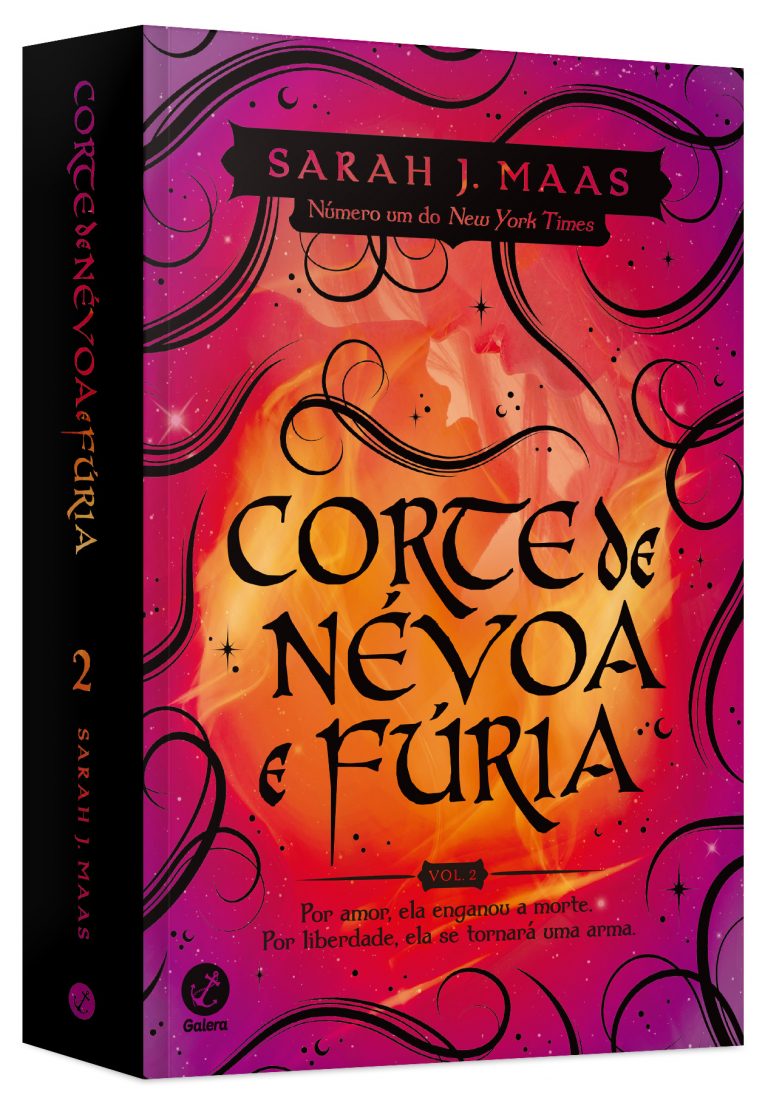 SARAH J. MAAS
Número um do New York Times
CORTE de
NÉVOA
e FÚRIA
VOL. 2
Por amor, ela enganou a morte.
Por liberdade, ela se tornará uma arma.
Galera
CORTE de NÉVOA e FÚRIA
2
SARAH J. MAAS